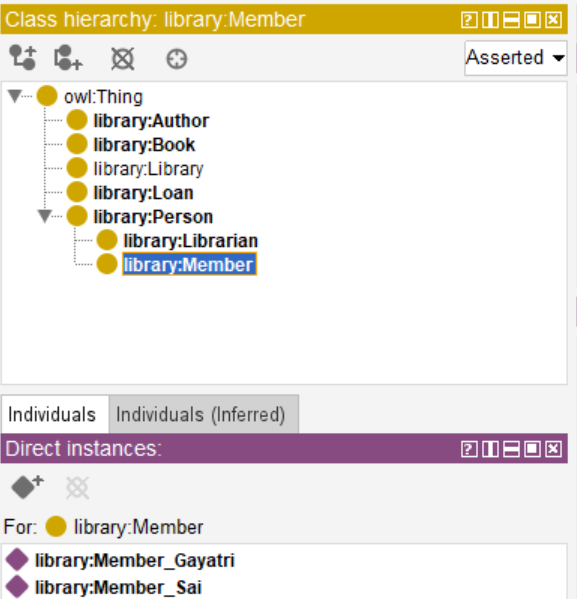 Class hierarchy: library:Member
Asserted
owl:Thing
library:Author
library:Book
library:Library
library:Loan
library:Person
library:Librarian
library:Member
Individuals Individuals (Inferred)
Direct instances:
For: library:Member
library:Member_Gayatri
library:Member_Sai